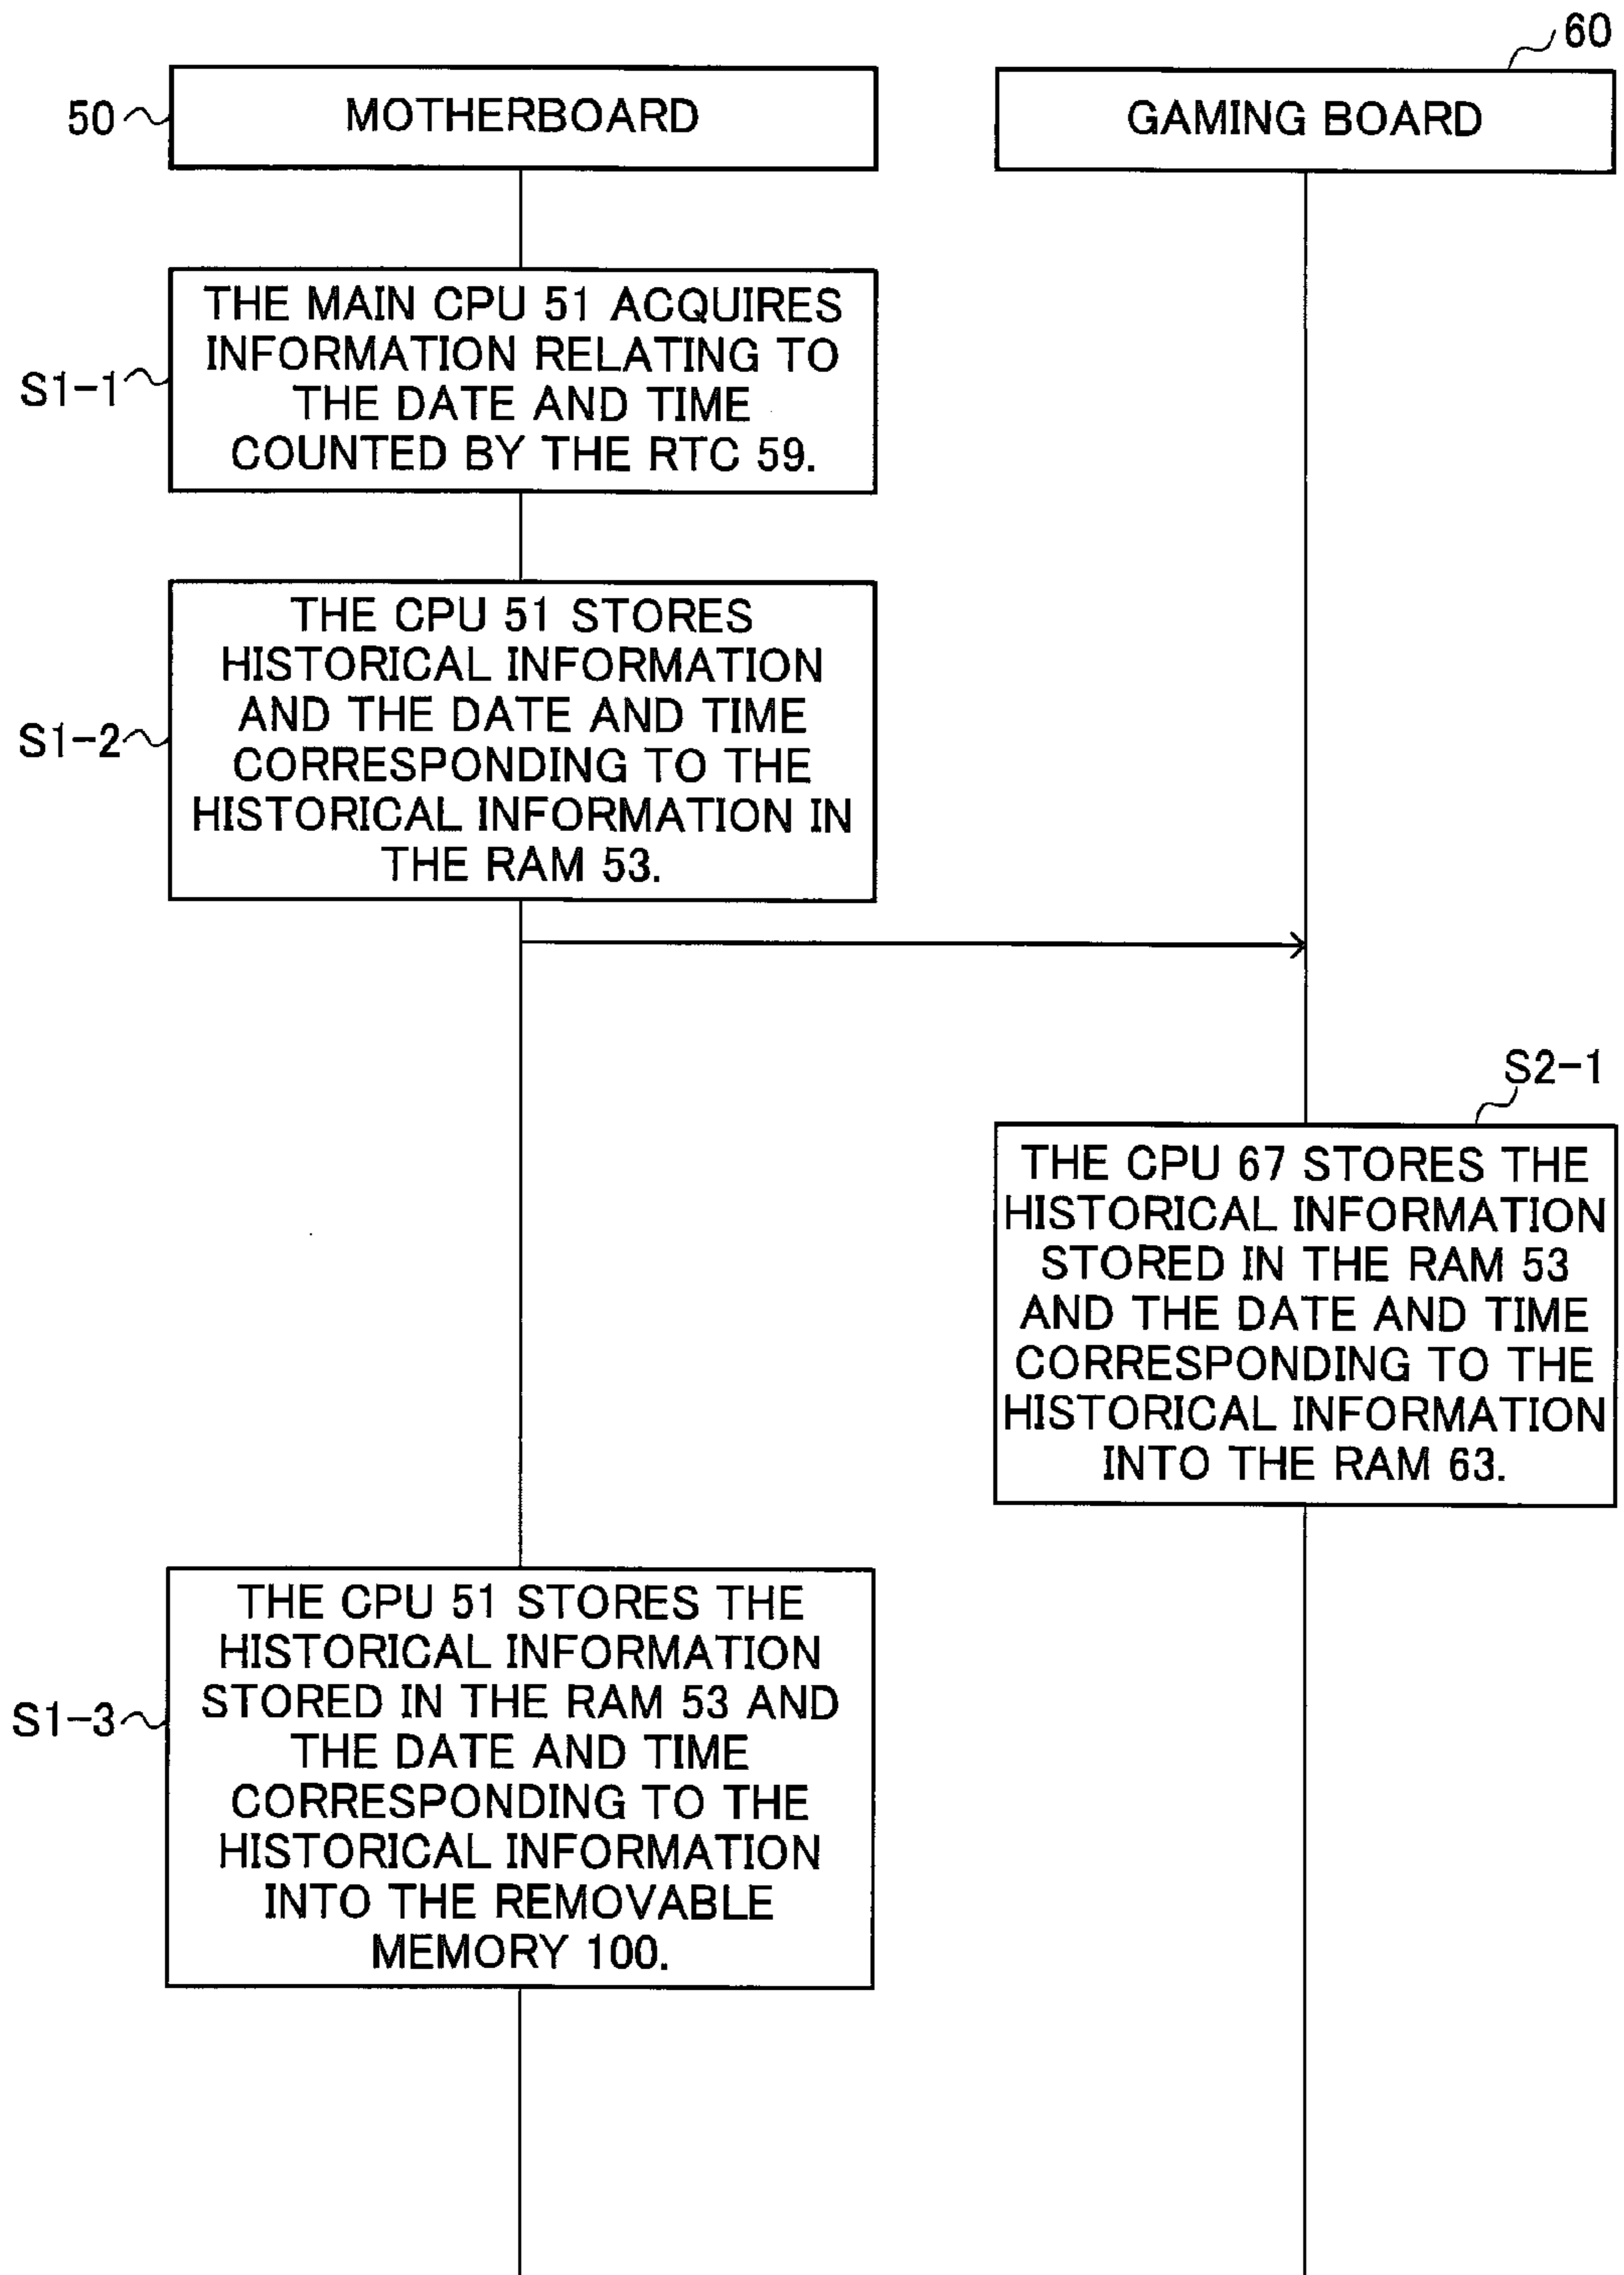 60
50
MOTHERBOARD
GAMING BOARD
S1-1
THE MAIN CPU 51 ACQUIRES
INFORMATION RELATING TO
THE DATE AND TIME
COUNTED BY THE RTC 59.
S1-2
THE CPU 51 STORES
HISTORICAL INFORMATION
AND THE DATE AND TIME
CORRESPONDING TO THE
HISTORICAL INFORMATION IN
THE RAM 53.
S2-1
THE CPU 67 STORES THE
HISTORICAL INFORMATION
STORED IN THE RAM 53
AND THE DATE AND TIME
CORRESPONDING TO THE
HISTORICAL INFORMATION
INTO THE RAM 63.
S1-3
THE CPU 51 STORES THE
HISTORICAL INFORMATION
STORED IN THE RAM 53 AND
THE DATE AND TIME
CORRESPONDING TO THE
HISTORICAL INFORMATION
INTO THE REMOVABLE
MEMORY 100.